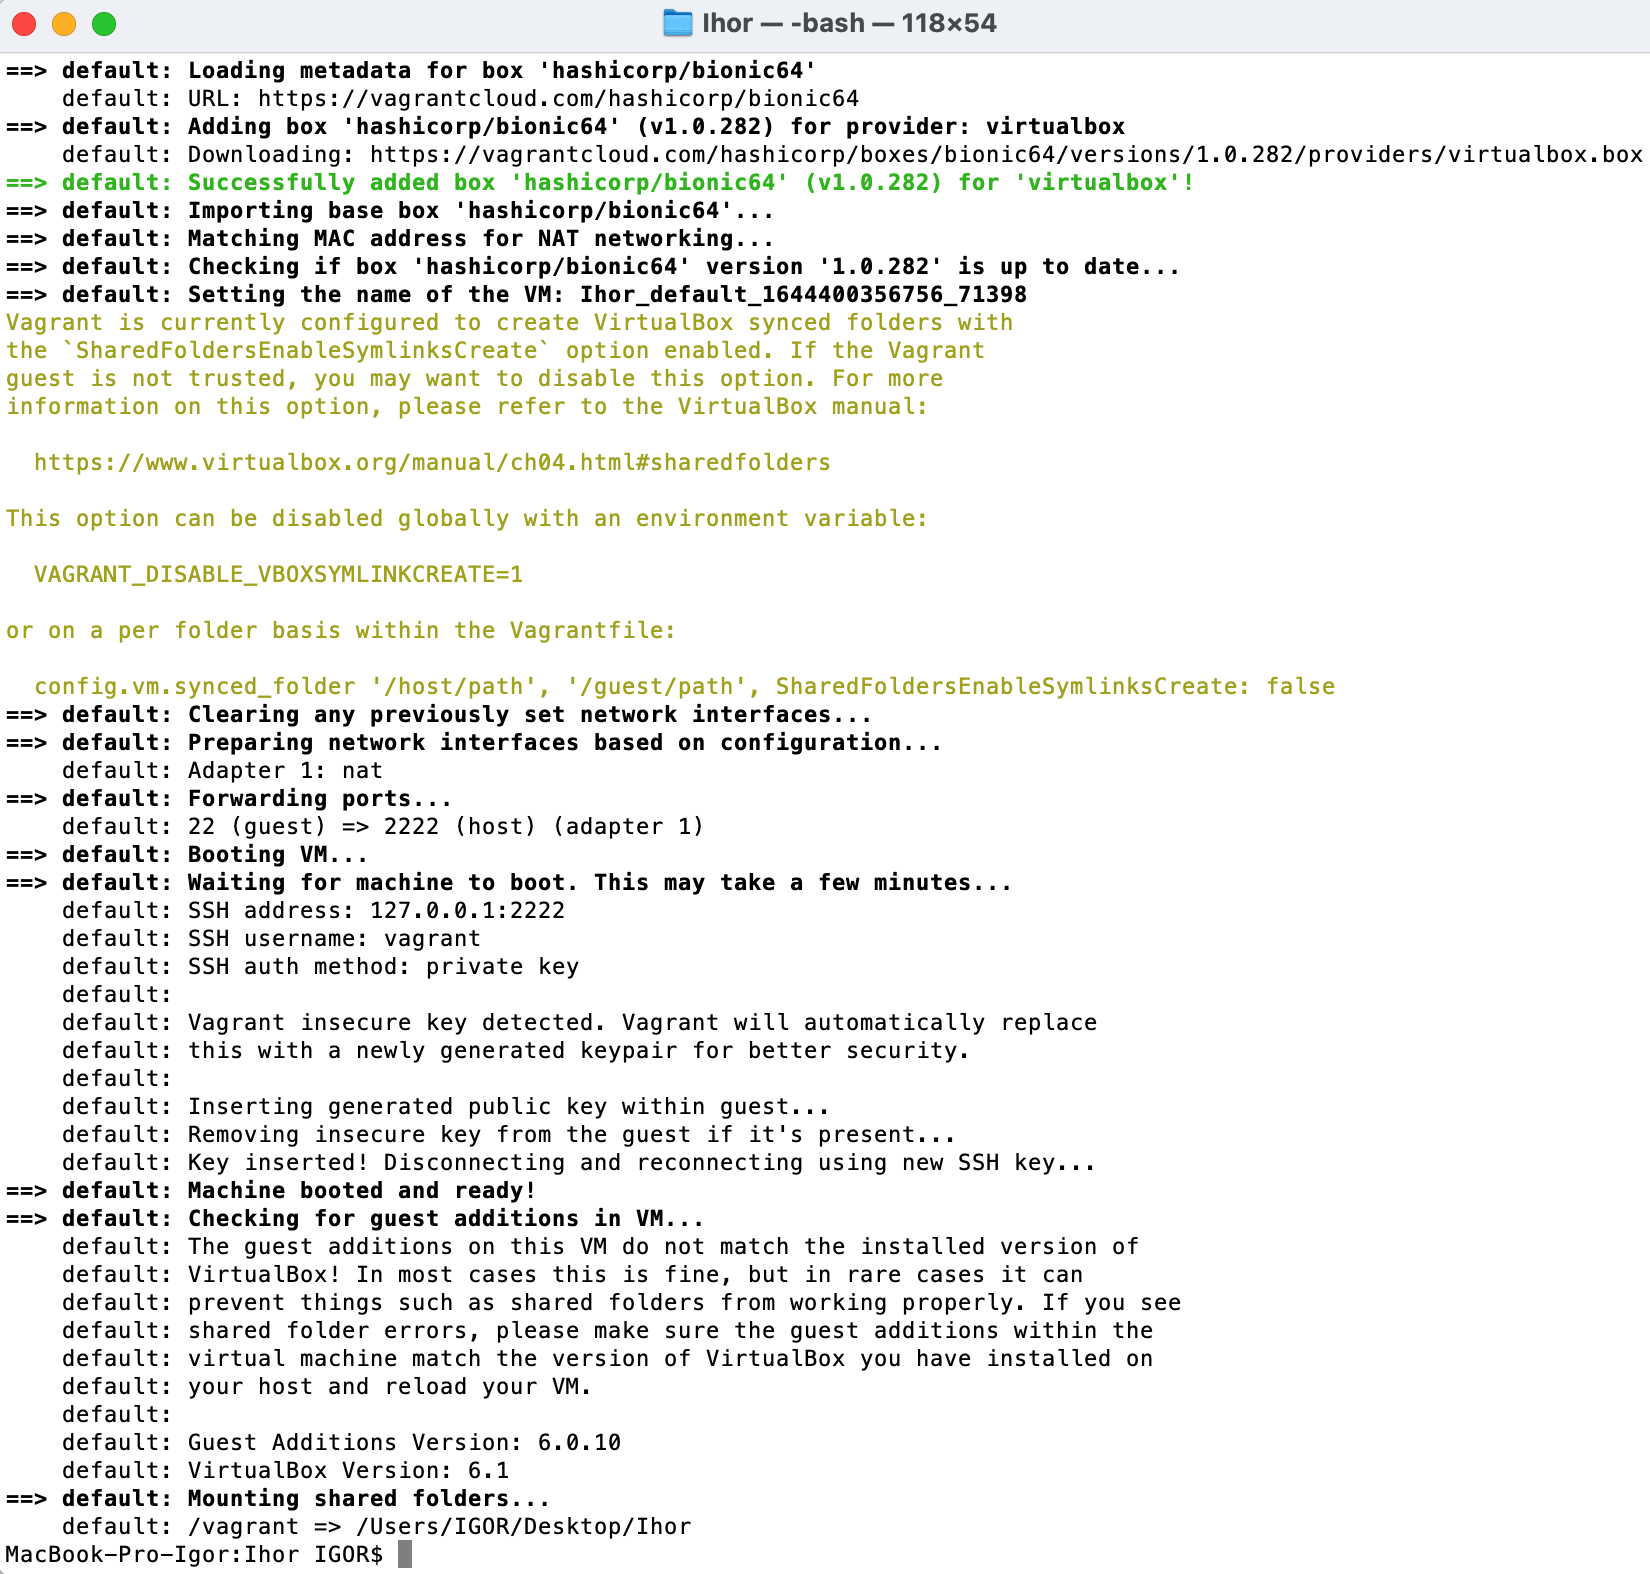 Ihor — -bash — 118×54
==> default: Loading metadata for box 'hashicorp/bionic64'
    default: URL: https://vagrantcloud.com/hashicorp/bionic64
==> default: Adding box 'hashicorp/bionic64' (v1.0.282) for provider: virtualbox
    default: Downloading: https://vagrantcloud.com/hashicorp/boxes/bionic64/versions/1.0.282/providers/virtualbox.box
==> default: Successfully added box 'hashicorp/bionic64' (v1.0.282) for 'virtualbox'!
==> default: Importing base box 'hashicorp/bionic64'...
==> default: Matching MAC address for NAT networking...
==> default: Checking if box 'hashicorp/bionic64' version '1.0.282' is up to date...
==> default: Setting the name of the VM: Ihor_default_1644400356756_71398
Vagrant is currently configured to create VirtualBox synced folders with
the `SharedFoldersEnableSymlinksCreate` option enabled. If the Vagrant
guest is not trusted, you may want to disable this option. For more
information on this option, please refer to the VirtualBox manual:

  https://www.virtualbox.org/manual/ch04.html#sharedfolders

This option can be disabled globally with an environment variable:

  VAGRANT_DISABLE_VBOXSYMLINKCREATE=1

or on a per folder basis within the Vagrantfile:

  config.vm.synced_folder '/host/path', '/guest/path', SharedFoldersEnableSymlinksCreate: false
==> default: Clearing any previously set network interfaces...
==> default: Preparing network interfaces based on configuration...
    default: Adapter 1: nat
==> default: Forwarding ports...
    default: 22 (guest) => 2222 (host) (adapter 1)
==> default: Booting VM...
==> default: Waiting for machine to boot. This may take a few minutes...
    default: SSH address: 127.0.0.1:2222
    default: SSH username: vagrant
    default: SSH auth method: private key
    default:
    default: Vagrant insecure key detected. Vagrant will automatically replace
    default: this with a newly generated keypair for better security.
    default:
    default: Inserting generated public key within guest...
    default: Removing insecure key from the guest if it's present...
    default: Key inserted! Disconnecting and reconnecting using new SSH key...
==> default: Machine booted and ready!
==> default: Checking for guest additions in VM...
    default: The guest additions on this VM do not match the installed version of
    default: VirtualBox! In most cases this is fine, but in rare cases it can
    default: prevent things such as shared folders from working properly. If you see
    default: shared folder errors, please make sure the guest additions within the
    default: virtual machine match the version of VirtualBox you have installed on
    default: your host and reload your VM.
    default:
    default: Guest Additions Version: 6.0.10
    default: VirtualBox Version: 6.1
==> default: Mounting shared folders...
    default: /vagrant => /Users/IGOR/Desktop/Ihor
MacBook-Pro-Igor:Ihor IGOR$